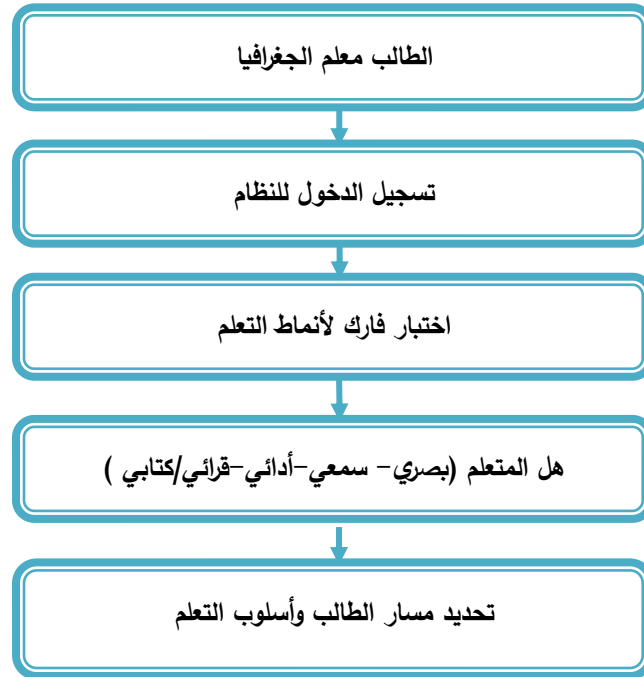 الطالب معلم الجغرافيا
تسجيل الدخول للنظام
اختبار فارك لأنماط التعلم
هل المتعلم (بصري- سمعي-أدائي-قرائي/كتابي )
تحديد مسار الطالب وأسلوب التعلم